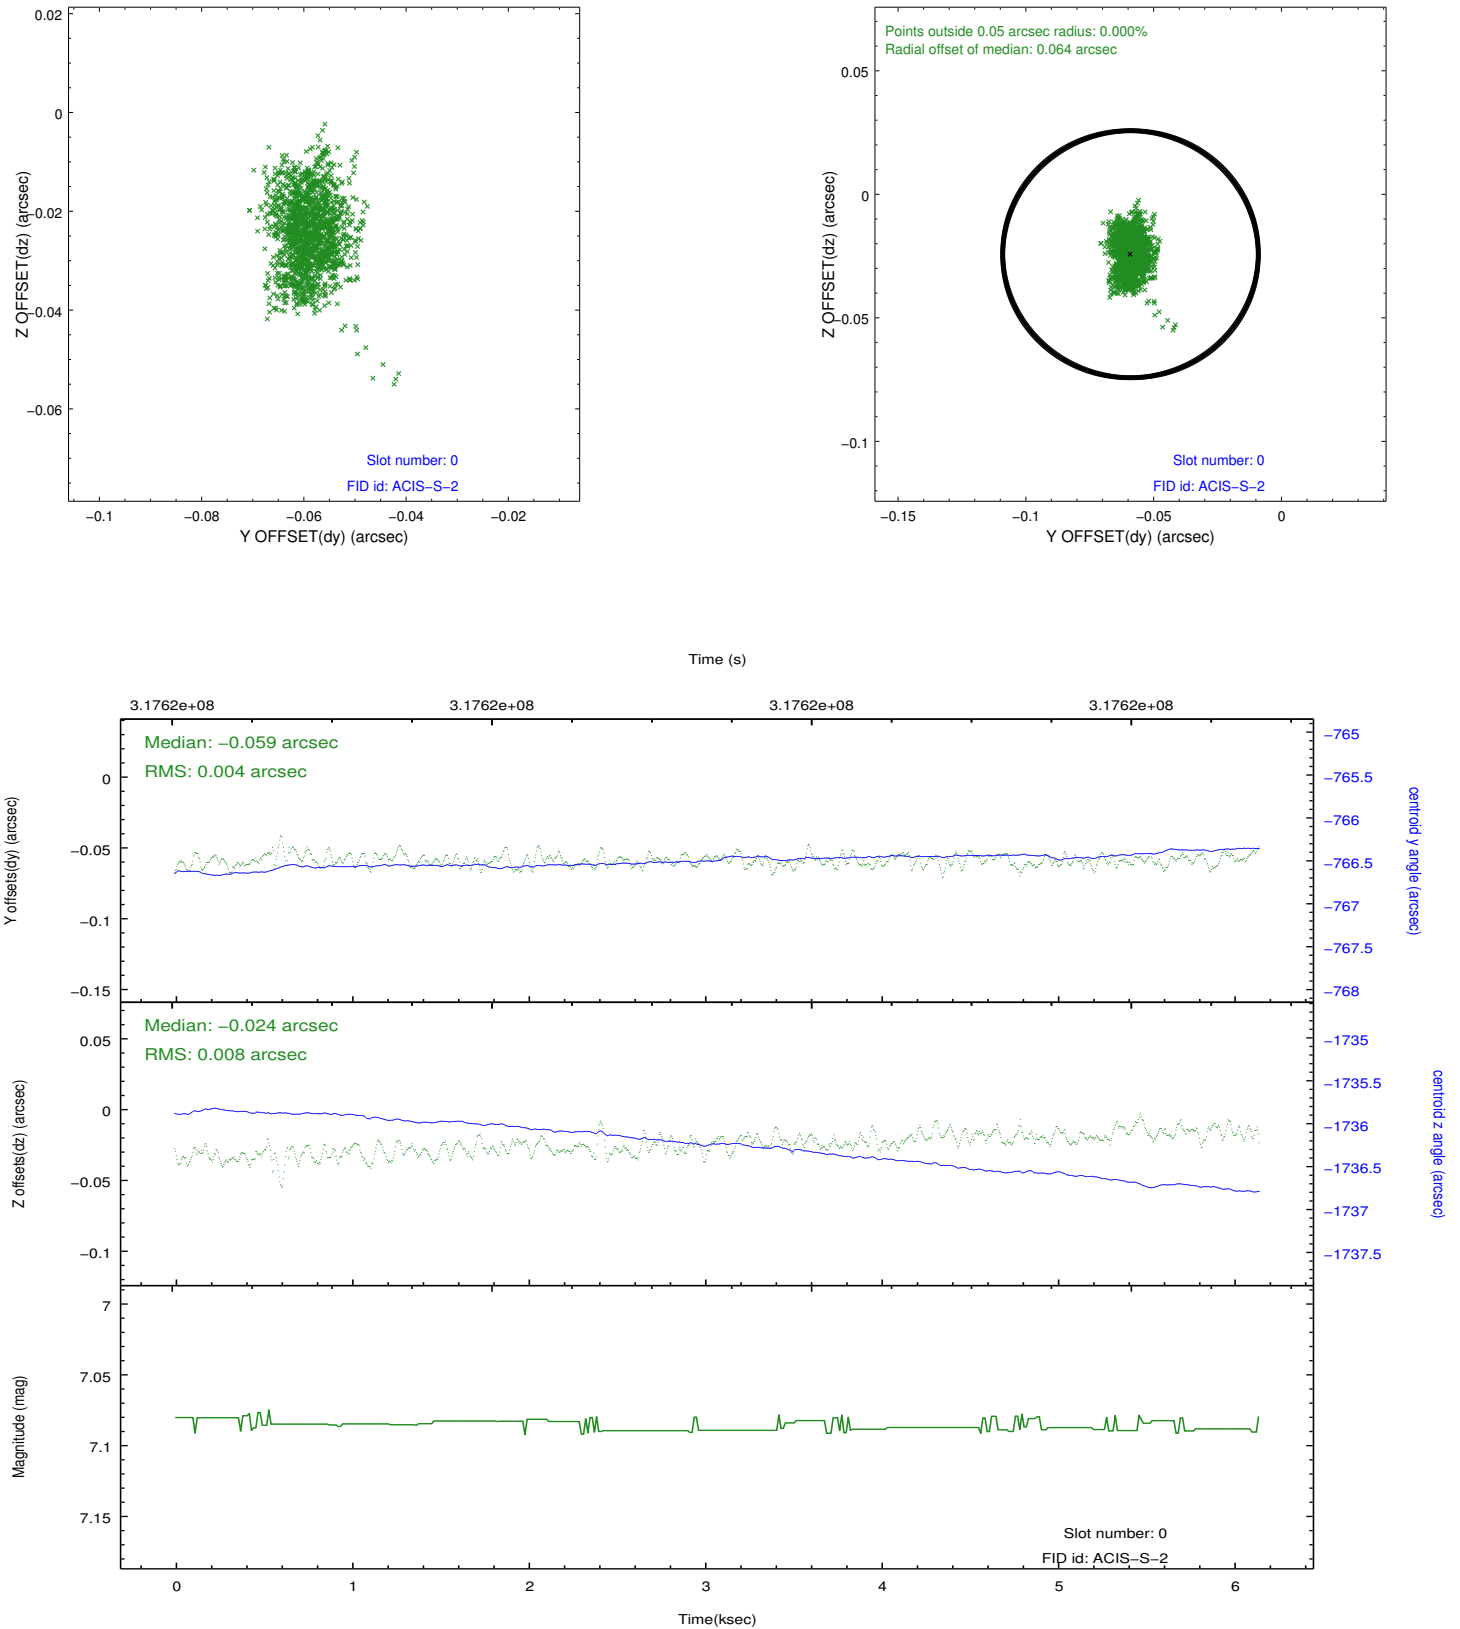 0.02
0
−0.02
−0.04
−0.06
Z OFFSET(dz) (arcsec)
Slot number: 0
FID id: ACIS−S−2
−0.1
−0.08
−0.06
−0.04
−0.02
Y OFFSET(dy) (arcsec)
Points outside 0.05 arcsec radius: 0.000%
Radial offset of median: 0.064 arcsec
0.05
0
−0.05
−0.1
Z OFFSET(dz) (arcsec)
Slot number: 0
FID id: ACIS−S−2
−0.15
−0.1
−0.05
0
Y OFFSET(dy) (arcsec)
Time (s)
3.1762e+08
3.1762e+08
3.1762e+08
3.1762e+08
Median: −0.059 arcsec
RMS: 0.004 arcsec
0
−0.05
−0.1
−0.15
Y offsets(dy) (arcsec)
−765
−765.5
−766
−766.5
−767
−767.5
−768
centroid y angle (arcsec)
Median: −0.024 arcsec
RMS: 0.008 arcsec
0.05
0
−0.05
−0.1
Z offsets(dz) (arcsec)
−1735
−1735.5
−1736
−1736.5
−1737
−1737.5
centroid z angle (arcsec)
7
7.05
7.1
7.15
Magnitude (mag)
Slot number: 0
FID id: ACIS−S−2
0
1
2
3
4
5
6
Time(ksec)